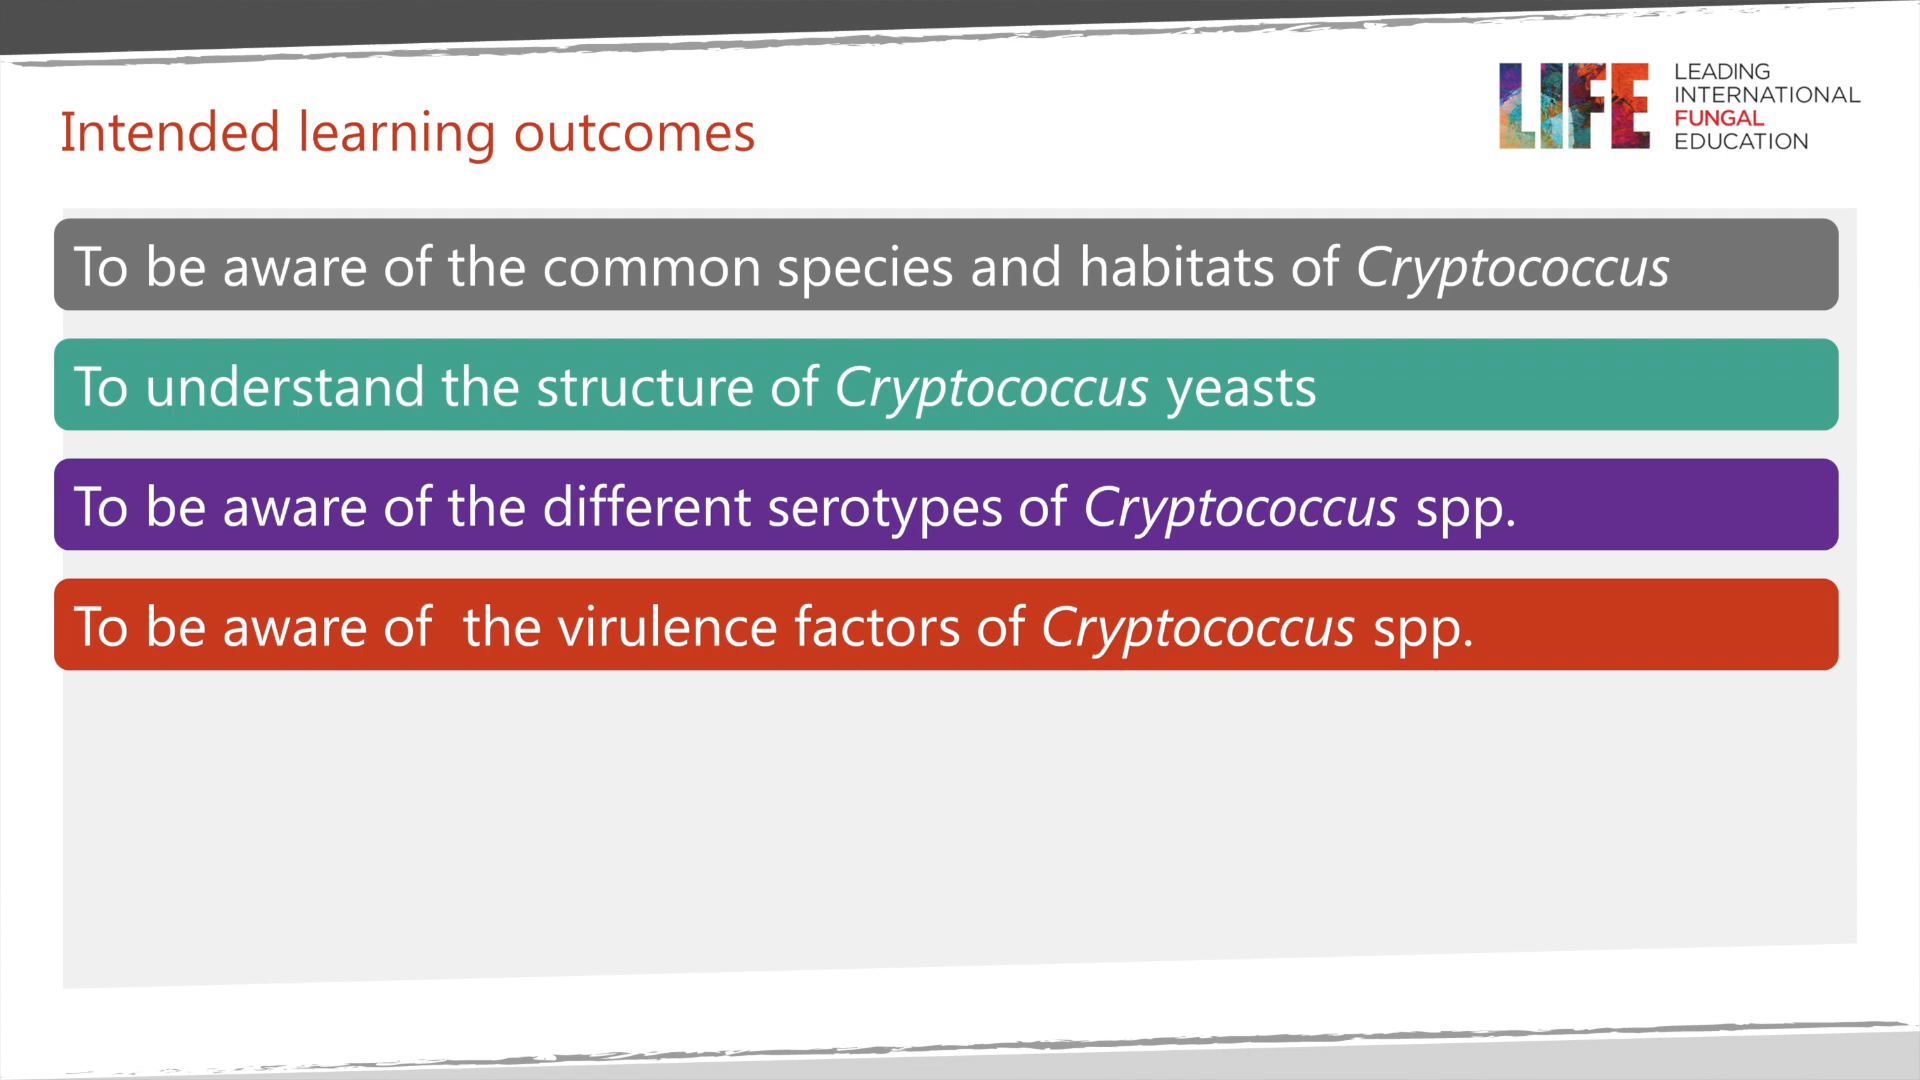 LIFE
LEADING
INTERNATIONAL
FUNGAL
EDUCATION
Intended learning outcomes
To be aware of the common species and habitats of Cryptococcus
To understand the structure of Cryptococcus yeasts
To be aware of the different serotypes of Cryptococcus spp.
To be aware of  the virulence factors of Cryptococcus spp.